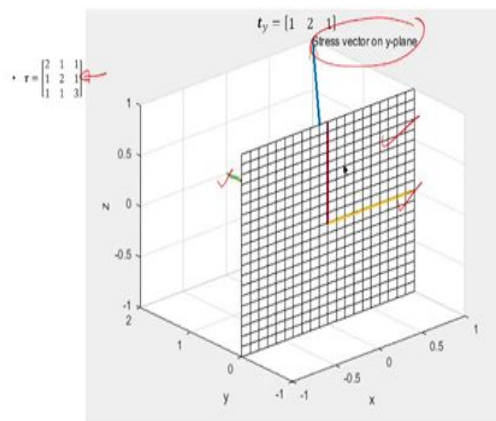 t_y = [1 2 1]
Stress vector on y-plane
• τ = [2 1 1
1 2 1
1 1 3]
1
0.5
0
-0.5
-1
z
2
1
0
-1
y
-1
-0.5
0
0.5
1
x